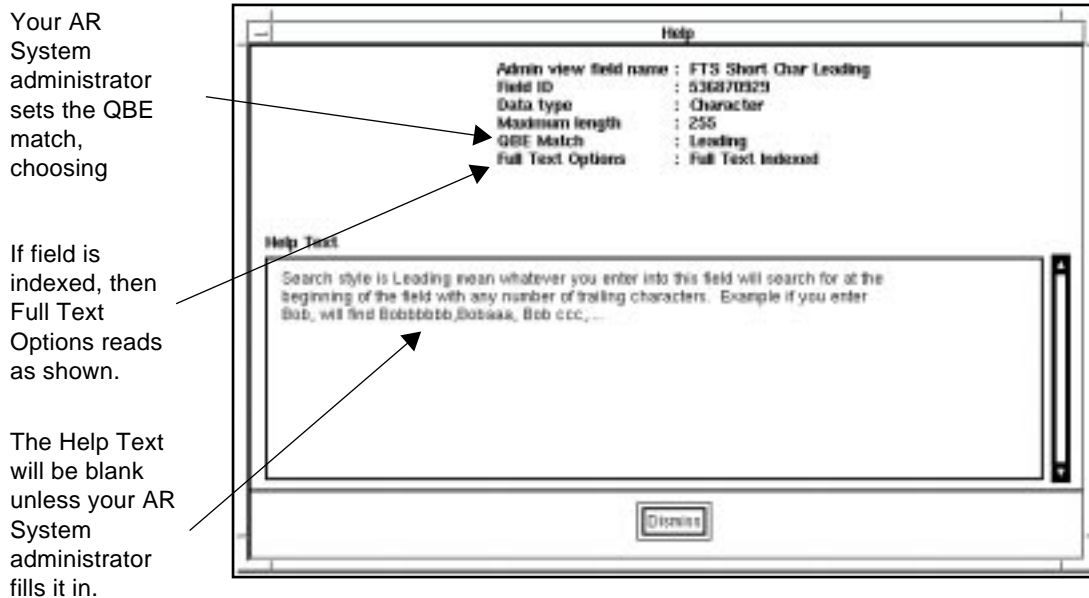 Your AR
System
administrator
sets the QBE
match,
choosing
If field is
indexed, then
Full Text
Options reads
as shown.
The Help Text
will be blank
unless your AR
System
administrator
fills it in.
Help
Admin view field name : FTS Short Char Leading
Field ID : 536870929
Data type : Character
Maximum length : 255
QBE Match : Leading
Full Text Options : Full Text Indexed
Help Text
Search style is Leading mean whatever you enter into this field will search for at the
beginning of the field with any number of trailing characters. Example if you enter
Bob, will find Bobbbbbb,Bobaaa, Bob ccc,...
Dismiss